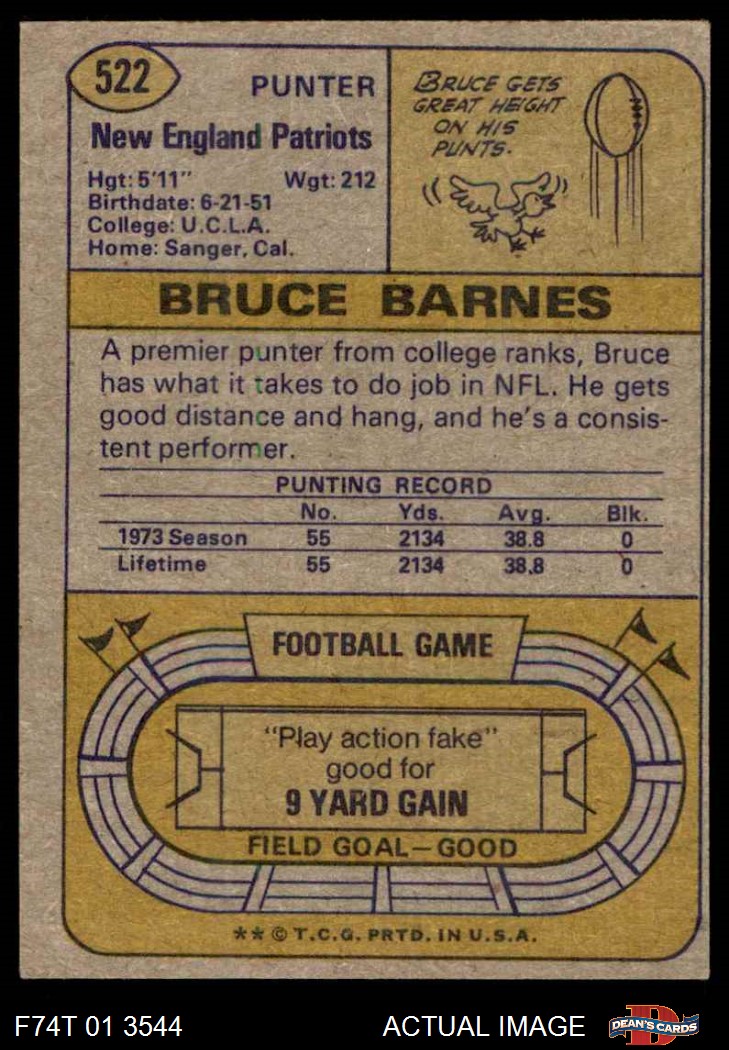 522
PUNTER
New England Patriots
Hgt: 5'11" Wgt: 212
Birthdate: 6-21-51
College: U.C.L.A.
Home: Sanger, Cal.
BRUCE GETS
GREAT HEIGHT
ON HIS
PUNTS.
BRUCE BARNES
A premier punter from college ranks, Bruce
has what it takes to do job in NFL. He gets
good distance and hang, and he's a consis-
tent performer.
PUNTING RECORD
No. Yds. Avg. Blk.
1973 Season 55 2134 38.8 0
Lifetime 55 2134 38.8 0
FOOTBALL GAME
"Play action fake"
good for
9 YARD GAIN
FIELD GOAL—GOOD
** © T.C.G. PRTD. IN U.S.A.
F74T 01 3544 ACTUAL IMAGE
D
DEAN'S CARDS